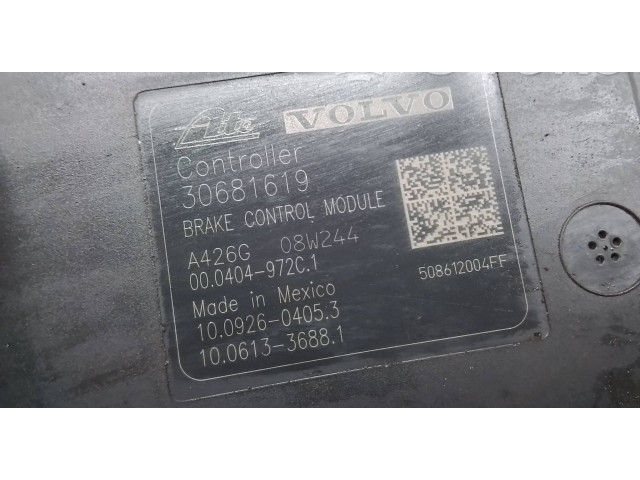 Ate VOLVO
Controller
30681619
BRAKE CONTROL MODULE
A426G 08W244
00.0404-972C.1
508612004FF
Made in Mexico
10.0926-0405.3
10.0613-3688.1